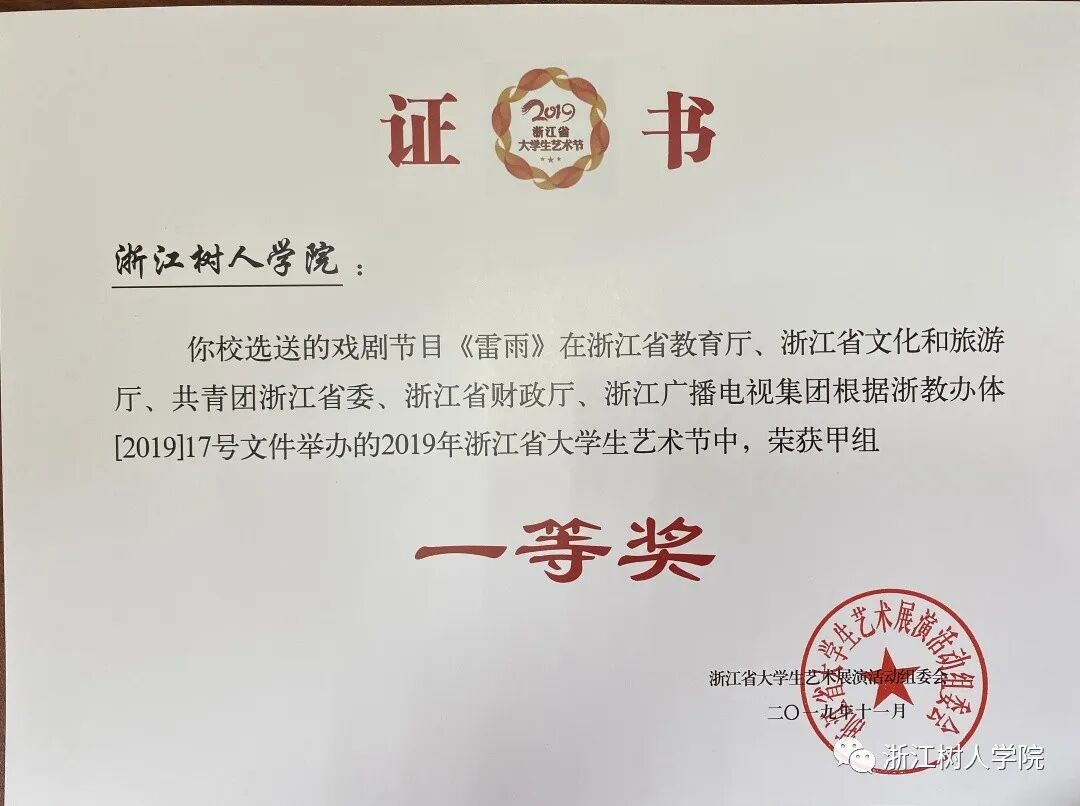 证 书
2019
浙江省
大学生艺术节
浙江树人学院：
你校选送的戏剧节目《雷雨》在浙江省教育厅、浙江省文化和旅游
厅、共青团浙江省委、浙江省财政厅、浙江广播电视集团根据浙教办体
[2019]17号文件举办的2019年浙江省大学生艺术节中，荣获甲组
一等奖
浙江省大学生艺术展演活动组委会
二〇一九年十一月
浙江省大学生艺术展演活动组委会
浙江树人学院